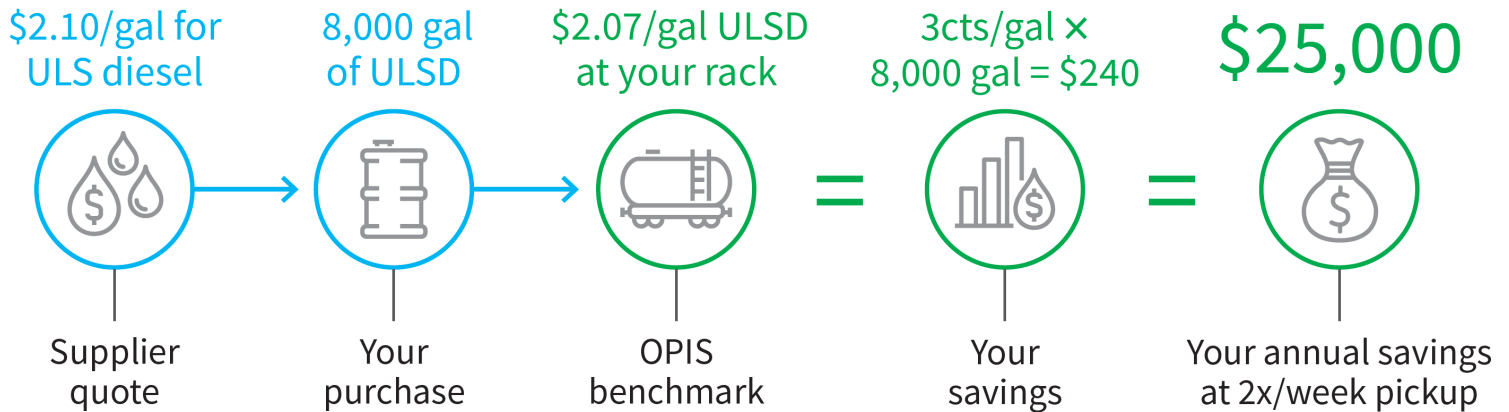 $2.10/gal for
ULS diesel
8,000 gal
of ULSD
$2.07/gal ULSD
at your rack
3cts/gal ×
8,000 gal = $240
$25,000
$
=
$
=
$
Supplier
quote
Your
purchase
OPIS
benchmark
Your
savings
Your annual savings
at 2x/week pickup